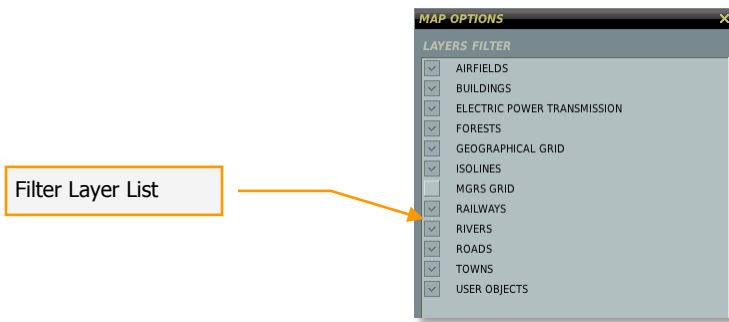 MAP OPTIONS
LAYERS FILTER
AIRFIELDS
BUILDINGS
ELECTRIC POWER TRANSMISSION
FORESTS
GEOGRAPHICAL GRID
ISOLINES
MGRS GRID
RAILWAYS
RIVERS
ROADS
TOWNS
USER OBJECTS
Filter Layer List